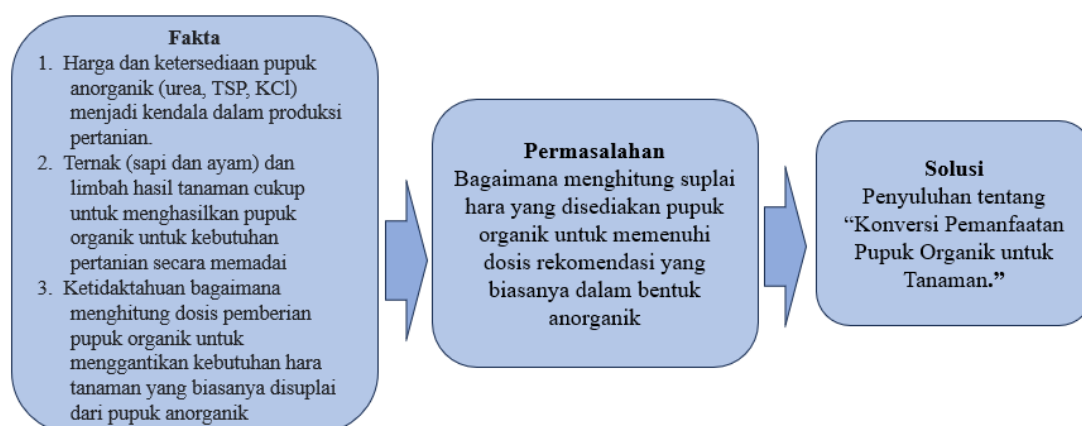 Fakta
1. Harga dan ketersediaan pupuk
anorganik (urea, TSP, KCl)
menjadi kendala dalam produksi
pertanian.
2. Ternak (sapi dan ayam) dan
limbah hasil tanaman cukup
untuk menghasilkan pupuk
organik untuk kebutuhan
pertanian secara memadai
3. Ketidaktahuan bagaimana
menghitung dosis pemberian
pupuk organik untuk
menggantikan kebutuhan hara
tanaman yang biasanya disuplai
dari pupuk anorganik
Permasalahan
Bagaimana menghitung suplai
hara yang disediakan pupuk
organik untuk memenuhi
dosis rekomendasi yang
biasanya dalam bentuk
anorganik
Solusi
Penyuluhan tentang
“Konversi Pemanfaatan
Pupuk Organik untuk
Tanaman.”